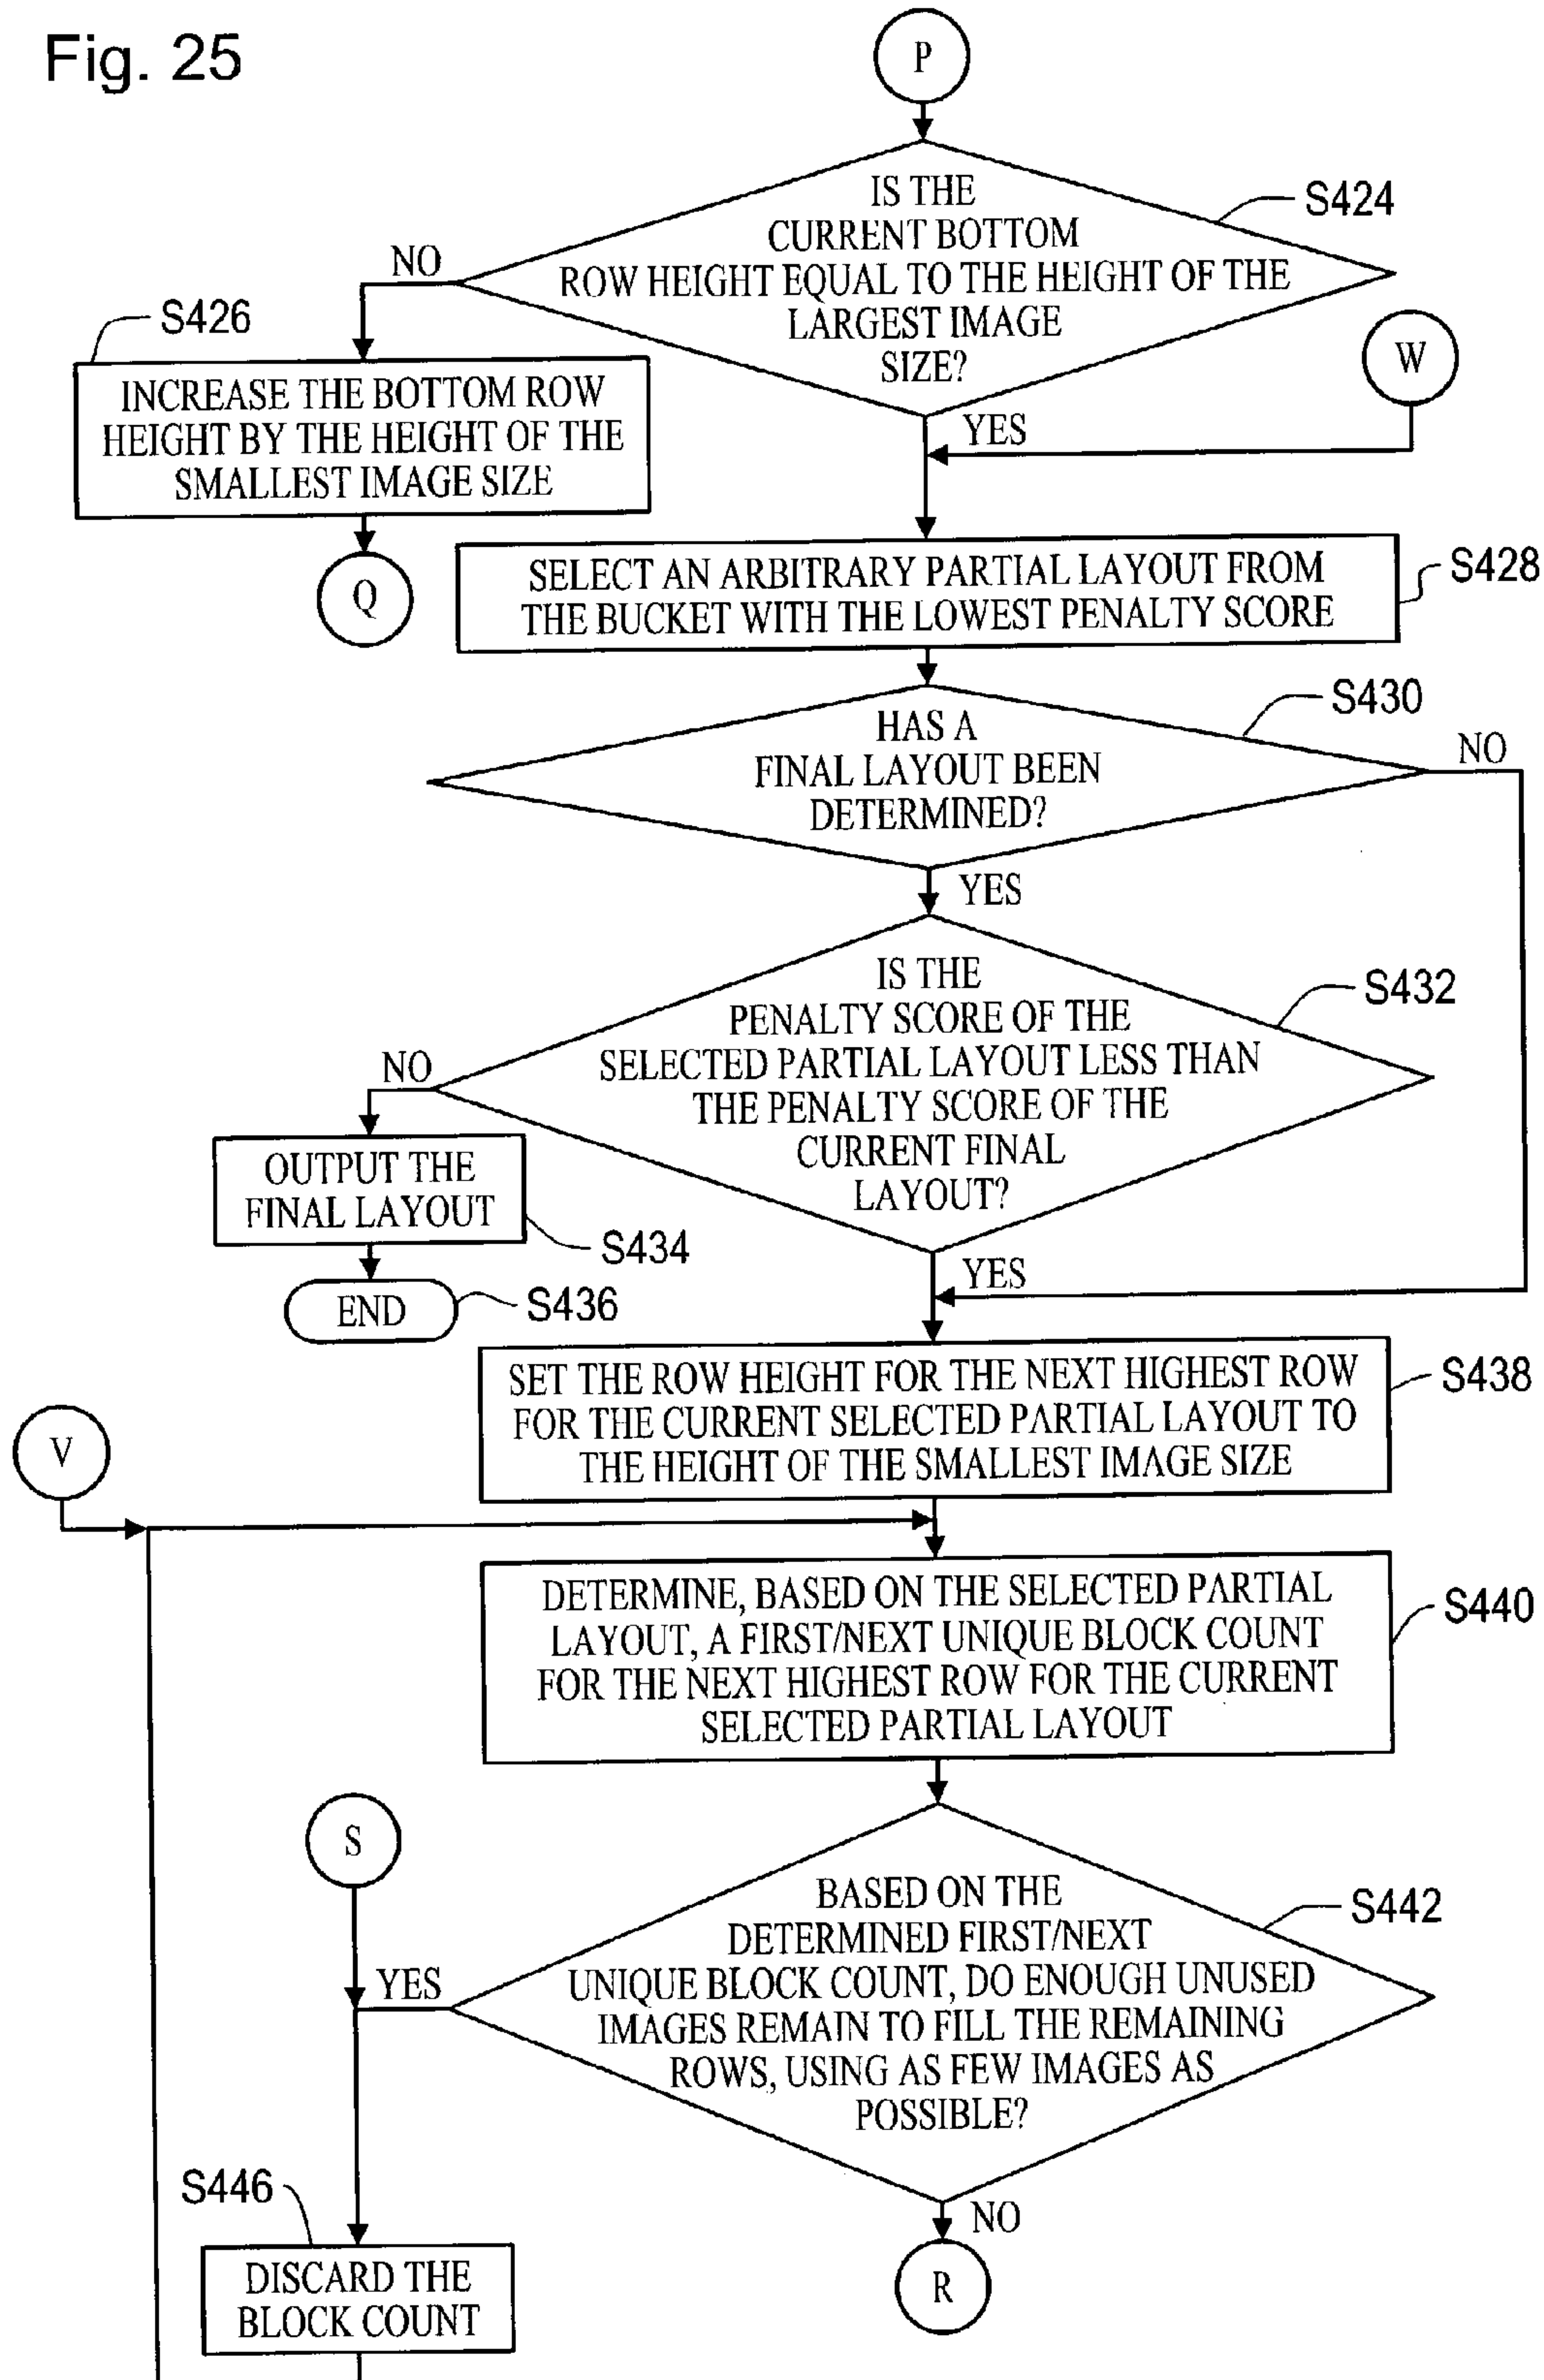 Fig. 25
P
IS THE
CURRENT BOTTOM
ROW HEIGHT EQUAL TO THE HEIGHT OF THE
LARGEST IMAGE
SIZE?
S424
NO
YES
W
S426
INCREASE THE BOTTOM ROW
HEIGHT BY THE HEIGHT OF THE
SMALLEST IMAGE SIZE
Q
SELECT AN ARBITRARY PARTIAL LAYOUT FROM
THE BUCKET WITH THE LOWEST PENALTY SCORE
S428
HAS A
FINAL LAYOUT BEEN
DETERMINED?
S430
NO
YES
IS THE
PENALTY SCORE OF THE
SELECTED PARTIAL LAYOUT LESS THAN
THE PENALTY SCORE OF THE
CURRENT FINAL
LAYOUT?
S432
NO
YES
OUTPUT THE
FINAL LAYOUT
S434
END
S436
SET THE ROW HEIGHT FOR THE NEXT HIGHEST ROW
FOR THE CURRENT SELECTED PARTIAL LAYOUT TO
THE HEIGHT OF THE SMALLEST IMAGE SIZE
S438
V
DETERMINE, BASED ON THE SELECTED PARTIAL
LAYOUT, A FIRST/NEXT UNIQUE BLOCK COUNT
FOR THE NEXT HIGHEST ROW FOR THE CURRENT
SELECTED PARTIAL LAYOUT
S440
S
BASED ON THE
DETERMINED FIRST/NEXT
UNIQUE BLOCK COUNT, DO ENOUGH UNUSED
IMAGES REMAIN TO FILL THE REMAINING
ROWS, USING AS FEW IMAGES AS
POSSIBLE?
S442
YES
NO
R
S446
DISCARD THE
BLOCK COUNT